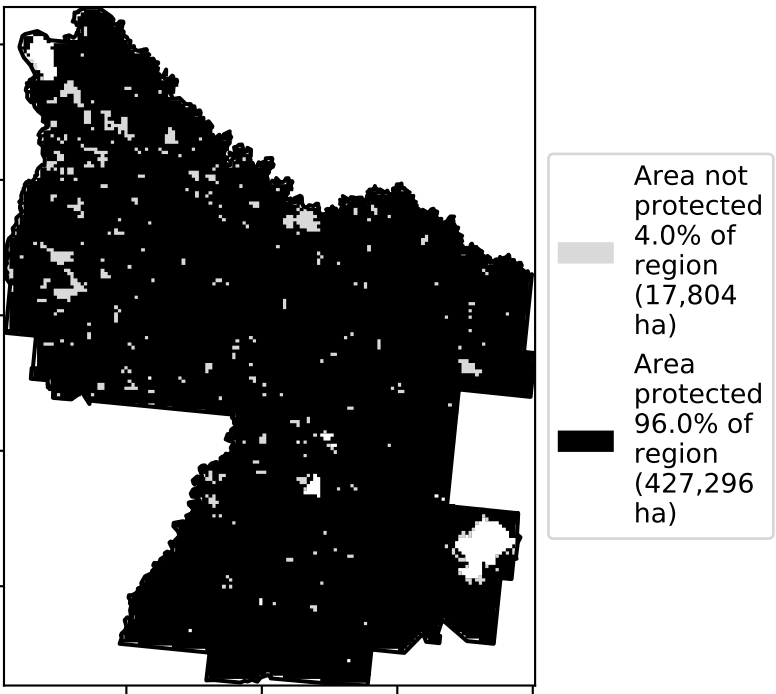 Area not
protected
4.0% of
region
(17,804
ha)
Area
protected
96.0% of
region
(427,296
ha)